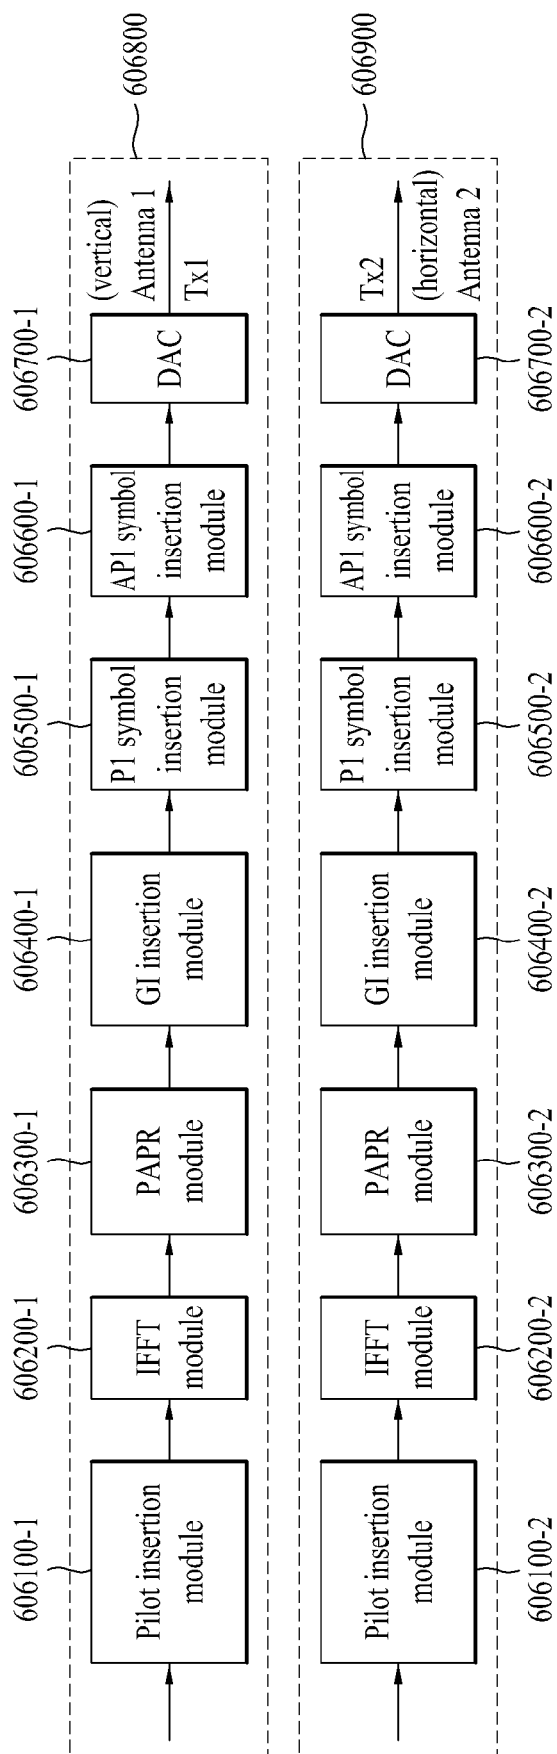 606100-1
606200-1
606300-1
606400-1
606500-1
606600-1
606700-1
606800
Pilot insertion
module
IFFT
module
PAPR
module
GI insertion
module
P1 symbol
insertion
module
AP1 symbol
insertion
module
DAC
(vertical)
Antenna 1
Tx1
606900
Pilot insertion
module
IFFT
module
PAPR
module
GI insertion
module
P1 symbol
insertion
module
AP1 symbol
insertion
module
DAC
Tx2
(horizontal)
Antenna 2
606100-2
606200-2
606300-2
606400-2
606500-2
606600-2
606700-2